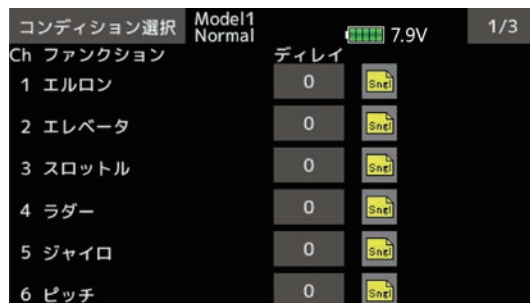 コンディション選択 Model1 Normal 7.9V 1/3
Ch ファンクション ディレイ
1 エルロン 0 Sngl
2 エレベータ 0 Sngl
3 スロットル 0 Sngl
4 ラダー 0 Sngl
5 ジャイロ 0 Sngl
6 ピッチ 0 Sngl